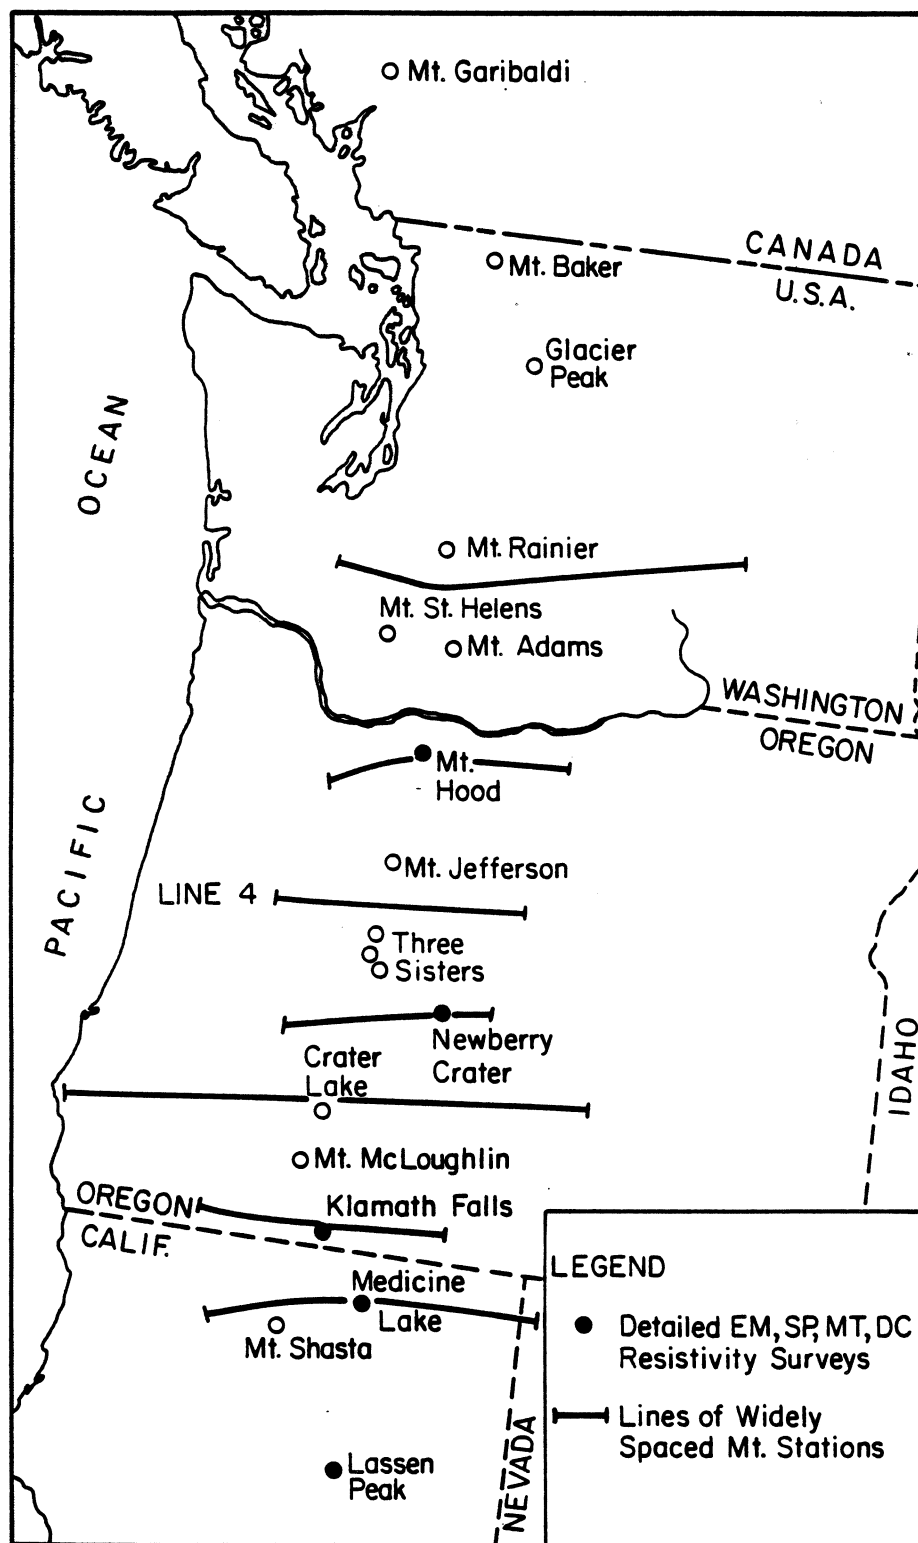 Mt. Garibaldi
CANADA
U.S.A.
Mt. Baker
Glacier
Peak
OCEAN
Mt. Rainier
Mt. St. Helens
Mt. Adams
WASHINGTON
OREGON
Mt.
Hood
PACIFIC
Mt. Jefferson
LINE 4
Three
Sisters
Newberry
Crater
Crater
Lake
IDAHO
Mt. McLoughlin
OREGON
CALIF.
Klamath Falls
Medicine
Lake
Mt. Shasta
Lassen
Peak
NEVADA
LEGEND
Detailed EM, SP, MT, DC
Resistivity Surveys
Lines of Widely
Spaced Mt. Stations